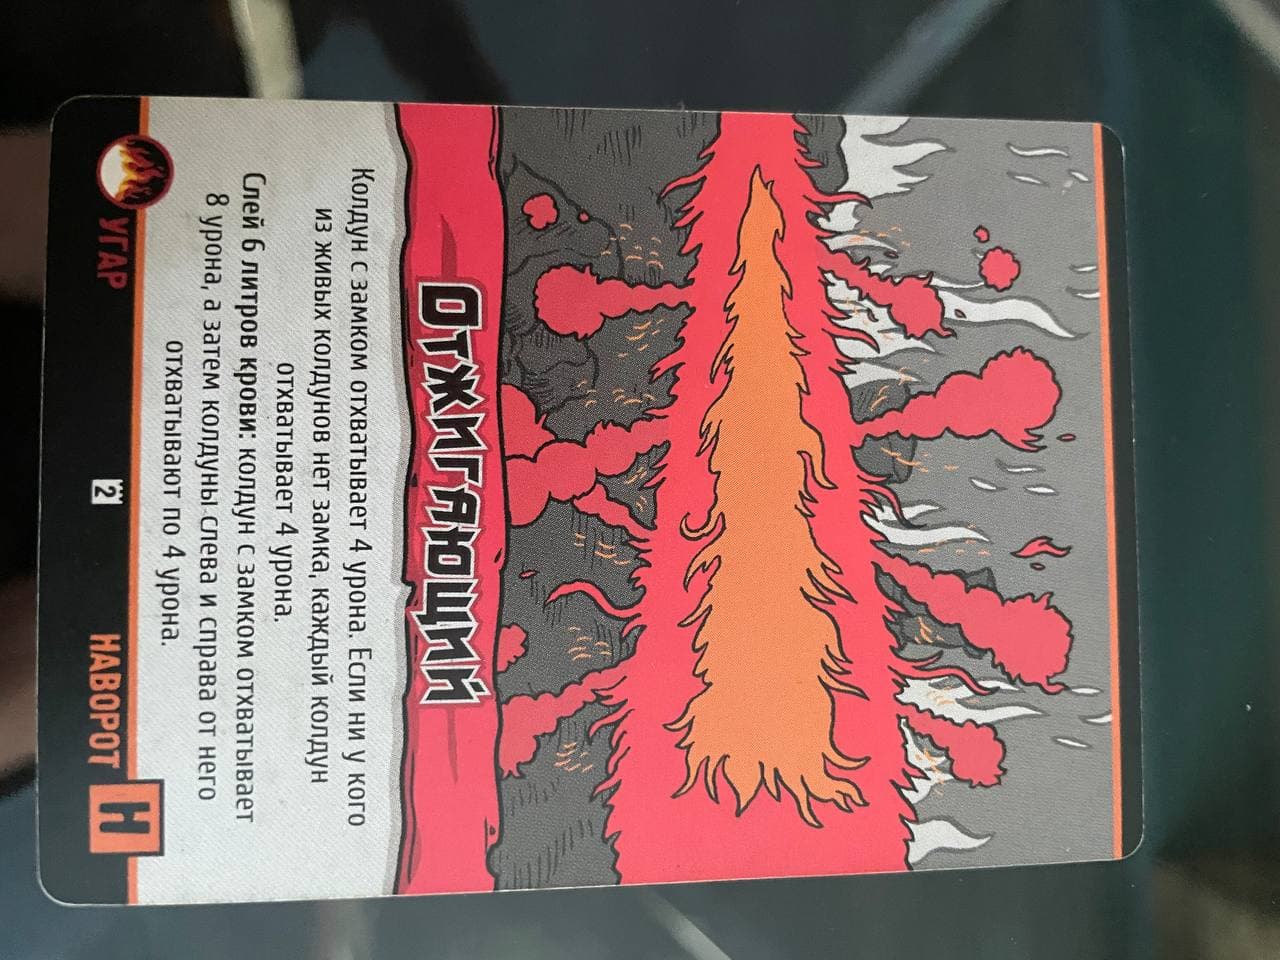 Отжигающий
Колдун с замком отхватывает 4 урона. Если ни у кого
из живых колдунов нет замка, каждый колдун
отхватывает 4 урона.
Слей 6 литров крови: колдун с замком отхватывает
8 урона, а затем колдуны слева и справа от него
отхватывают по 4 урона.
УГАР 2 НАВОРОТ Н